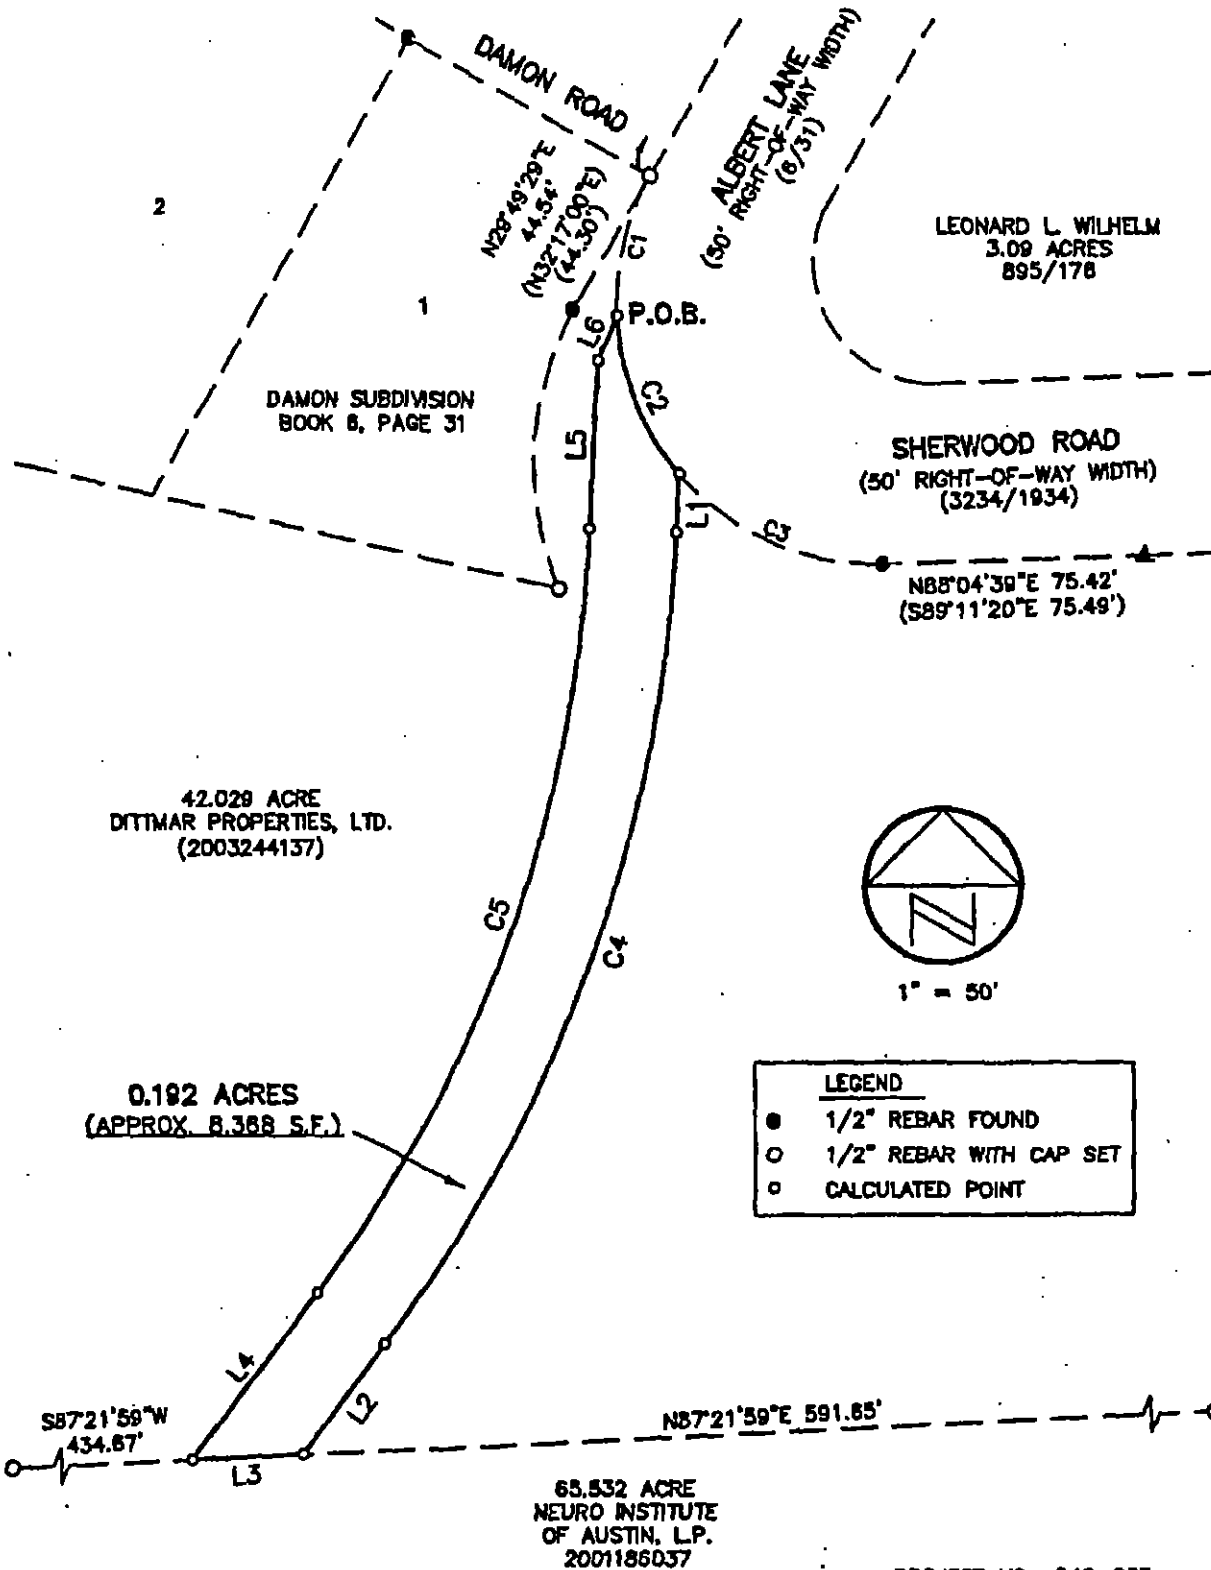 DAMON ROAD
ALBERT LANE
(50' RIGHT-OF-WAY WIDTH)
(6/31)
N29°49'29"E
44.54'
(N32°17'00"E)
(44.30')
C1
2
1
LEONARD L. WILHELM
3.09 ACRES
895/178
P.O.B.
L6
DAMON SUBDIVISION
BOOK 6, PAGE 31
C2
L5
SHERWOOD ROAD
(50' RIGHT-OF-WAY WIDTH)
(3234/1934)
L1
C3
N88°04'39"E 75.42'
(S89°11'20"E 75.49')
42.029 ACRE
DITTMAR PROPERTIES, LTD.
(2003244137)
C5
C4
N
1" = 50'
0.192 ACRES
(APPROX. 8,368 S.F.)
LEGEND
1/2" REBAR FOUND
1/2" REBAR WITH CAP SET
CALCULATED POINT
L4
L2
S87°21'59"W
434.67'
L3
N87°21'59"E 591.65'
65.532 ACRE
NEURO INSTITUTE
OF AUSTIN, L.P.
2001186037